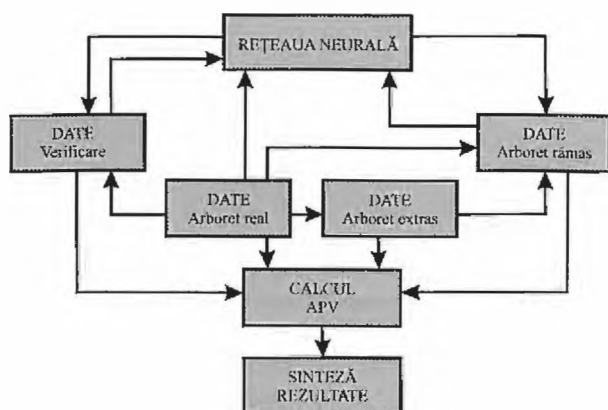 REȚEAUA NEURALĂ
DATE
Verificare
DATE
Arboret rămas
DATE
Arboret real
DATE
Arboret extras
CALCUL
APV
SINTEZĂ
REZULTATE